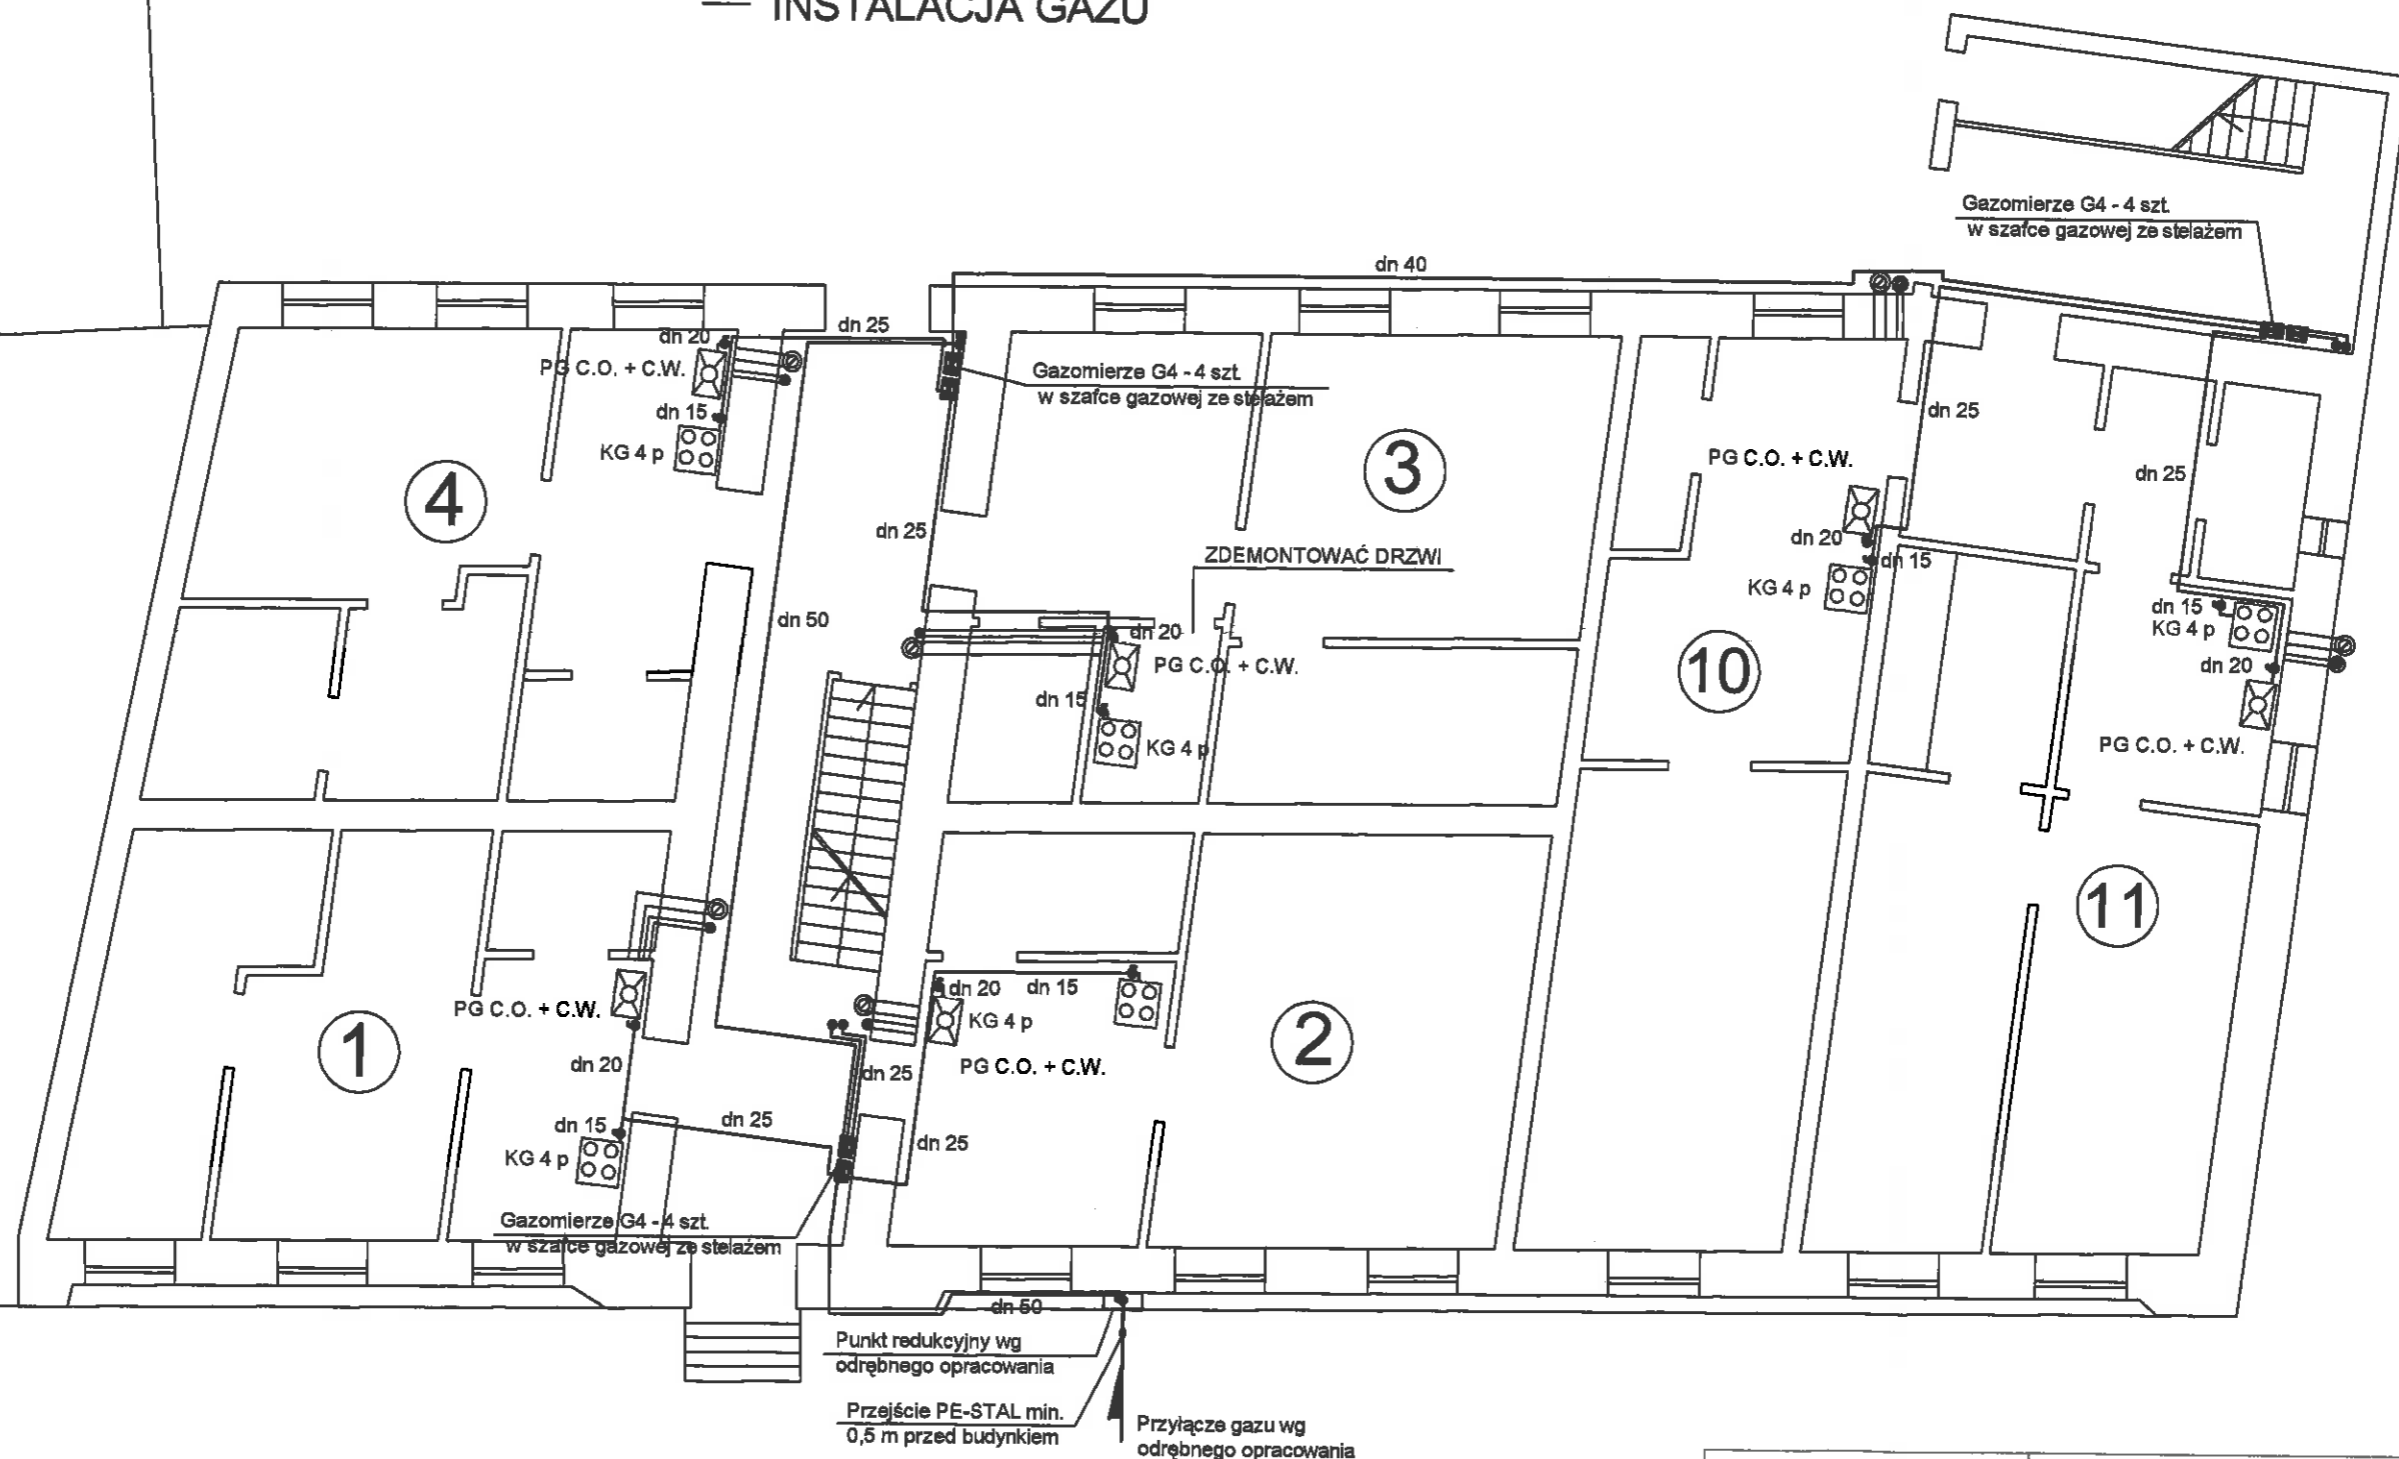 INSTALACJA GAZU
Gazomierze G4 - 4 szt.
w szafce gazowej ze stelażem
dn 40
dn 25
dn 20
PG C.O. + C.W.
dn 15
KG 4 p
4
Gazomierze G4 - 4 szt.
w szafce gazowej ze stelażem
3
dn 25
PG C.O. + C.W.
dn 25
dn 25
dn 20
dn 15
KG 4 p
ZDEMONTOWAĆ DRZWI
dn 50
dn 20
PG C.O. + C.W.
dn 15
KG 4 p
10
dn 15
KG 4 p
dn 20
PG C.O. + C.W.
11
PG C.O. + C.W.
1
dn 20
dn 15
KG 4 p
dn 25
dn 20
dn 15
KG 4 p
PG C.O. + C.W.
2
dn 25
dn 25
Gazomierze G4 - 4 szt.
w szafce gazowej ze stelażem
dn 50
Punkt redukcyjny wg
odrębnego opracowania
Przejście PE-STAL min.
0,5 m przed budynkiem
Przyłącze gazu wg
odrębnego opracowania